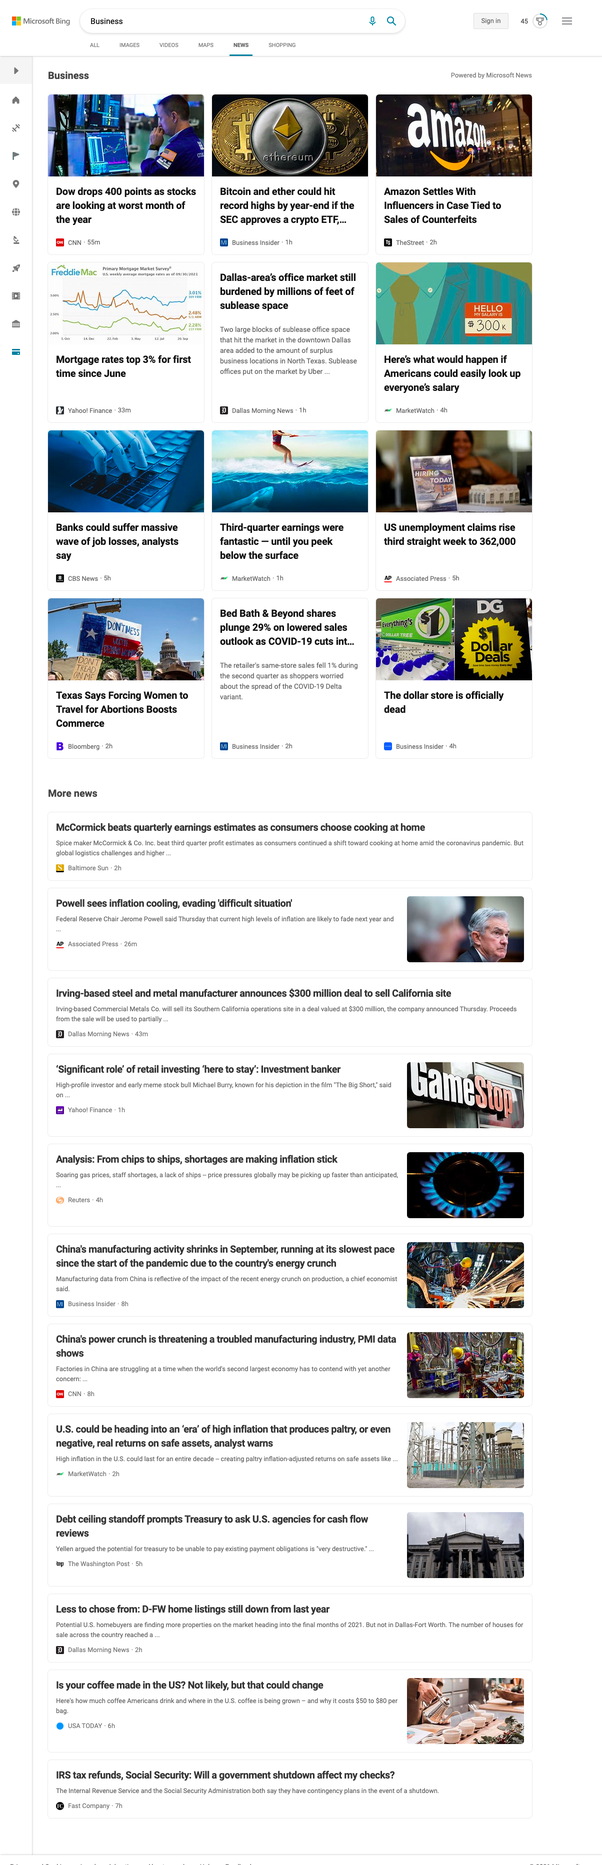 Microsoft Bing
Business
Sign in
45
ALL
IMAGES
VIDEOS
MAPS
NEWS
SHOPPING
Business
Powered by Microsoft News
ethereum
amazon
Dow drops 400 points as stocks
are looking at worst month of
the year
CNN · 55m
Bitcoin and ether could hit
record highs by year-end if the
SEC approves a crypto ETF,...
Business Insider · 1h
Amazon Settles With
Influencers in Case Tied to
Sales of Counterfeits
TheStreet · 2h
FreddieMac
Primary Mortgage Market Survey®
3.01%
2.48%
2.28%
Mortgage rates top 3% for first
time since June
Yahoo! Finance · 33m
Dallas-area's office market still
burdened by millions of feet of
sublease space
Two large blocks of sublease office space
that hit the market in the downtown Dallas
area added to the amount of surplus
business locations in North Texas. Sublease
offices put on the market by Uber ...
Dallas Morning News · 1h
HELLO
MY SALARY IS
$ 300k
Here's what would happen if
Americans could easily look up
everyone's salary
MarketWatch · 4h
HIRING
TODAY
Banks could suffer massive
wave of job losses, analysts
say
CBS News · 5h
Third-quarter earnings were
fantastic — until you peek
below the surface
MarketWatch · 1h
US unemployment claims rise
third straight week to 362,000
Associated Press · 5h
DON'T MESS
Texas Says Forcing Women to
Travel for Abortions Boosts
Commerce
Bloomberg · 2h
Bed Bath & Beyond shares
plunge 29% on lowered sales
outlook as COVID-19 cuts int...
The retailer's same-store sales fell 1% during
the second quarter as shoppers worried
about the spread of the COVID-19 Delta
variant.
Business Insider · 2h
Everything's
$1
DG
$1
Dollar
Deals
The dollar store is officially
dead
Business Insider · 4h
More news
McCormick beats quarterly earnings estimates as consumers choose cooking at home
Spice maker McCormick & Co. Inc. beat third quarter profit estimates as consumers continued a shift toward cooking at home amid the coronavirus pandemic. But
global logistics challenges and higher ...
Baltimore Sun · 2h
Powell sees inflation cooling, evading 'difficult situation'
Federal Reserve Chair Jerome Powell said Thursday that current high levels of inflation are likely to fade next year and
...
Associated Press · 26m
Irving-based steel and metal manufacturer announces $300 million deal to sell California site
Irving-based Commercial Metals Co. will sell its Southern California operations site in a deal valued at $300 million, the company announced Thursday. Proceeds
from the sale will be used to partially ...
Dallas Morning News · 43m
'Significant role' of retail investing 'here to stay': Investment banker
High-profile investor and early meme stock bull Michael Burry, known for his depiction in the film "The Big Short," said
on ...
Yahoo! Finance · 1h
GameStop
Analysis: From chips to ships, shortages are making inflation stick
Soaring gas prices, staff shortages, a lack of ships – price pressures globally may be picking up faster than anticipated,
...
Reuters · 4h
China's manufacturing activity shrinks in September, running at its slowest pace
since the start of the pandemic due to the country's energy crunch
Manufacturing data from China is reflective of the impact of the recent energy crunch on production, a chief economist
said.
Business Insider · 8h
China's power crunch is threatening a troubled manufacturing industry, PMI data
shows
Factories in China are struggling at a time when the world's second largest economy has to contend with yet another
concern: ...
CNN · 8h
U.S. could be heading into an 'era' of high inflation that produces paltry, or even
negative, real returns on safe assets, analyst warns
High inflation in the U.S. could last for an entire decade – creating paltry inflation-adjusted returns on safe assets like ...
MarketWatch · 2h
Debt ceiling standoff prompts Treasury to ask U.S. agencies for cash flow
reviews
Yellen argued the potential for treasury to be unable to pay existing payment obligations is "very destructive." ...
The Washington Post · 5h
Less to chose from: D-FW home listings still down from last year
Potential U.S. homebuyers are finding more properties on the market heading into the final months of 2021. But not in Dallas-Fort Worth. The number of houses for
sale across the country reached a ...
Dallas Morning News · 2h
Is your coffee made in the US? Not likely, but that could change
Here's how much coffee Americans drink and where in the U.S. coffee is being grown – and why it costs $50 to $80 per
bag.
USA TODAY · 6h
IRS tax refunds, Social Security: Will a government shutdown affect my checks?
The Internal Revenue Service and the Social Security Administration both say they have contingency plans in the event of a shutdown.
Fast Company · 7h